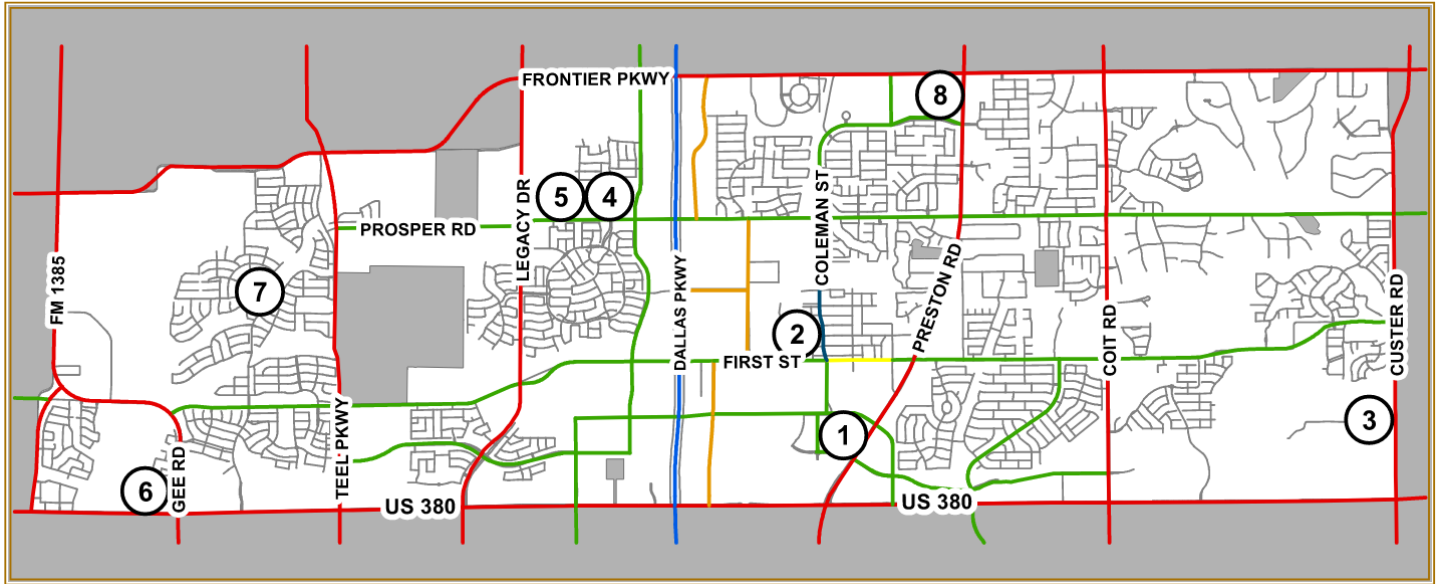 FRONTIER PKWY
8
5
4
LEGACY DR
COLEMAN ST
PROSPER RD
FM 1385
7
DALLAS PKWY
PRESTON RD
COIT RD
CUSTER RD
2
FIRST ST
TEEL PKWY
GEE RD
1
3
6
US 380
US 380